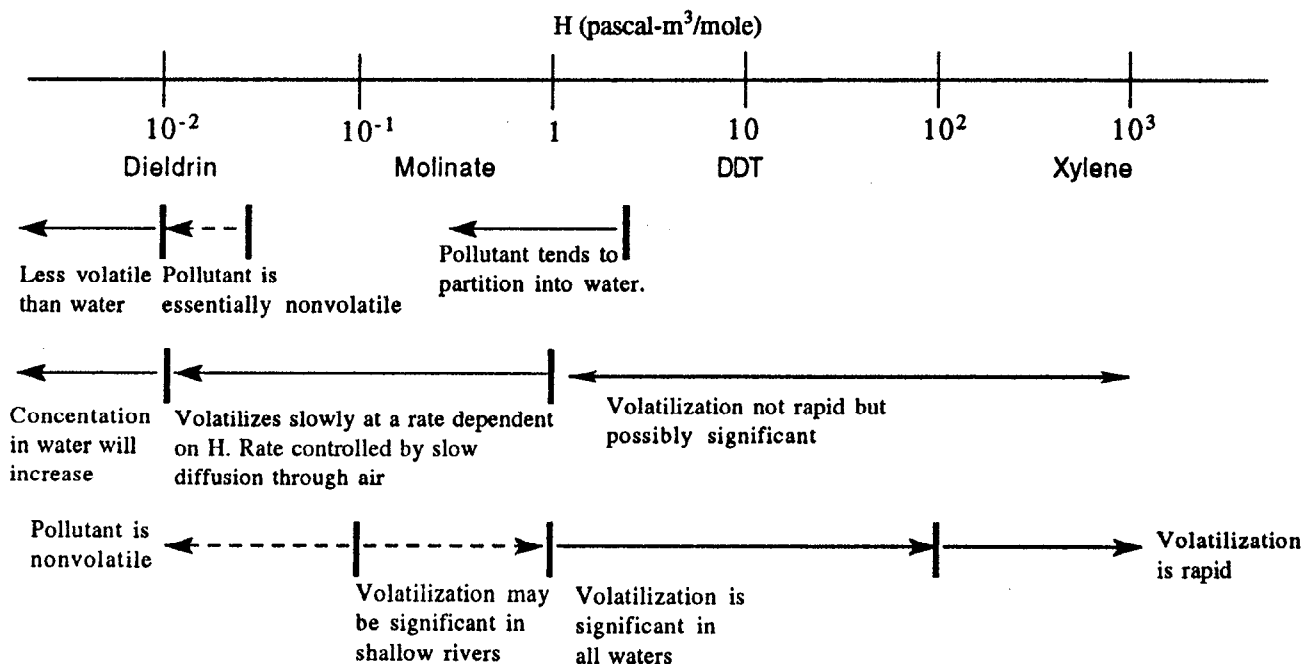 H (pascal-m³/mole)
10⁻² 10⁻¹ 1 10 10² 10³
Dieldrin Molinate DDT Xylene
Less volatile
than water
Pollutant is
essentially nonvolatile
Pollutant tends to
partition into water.
Concentation
in water will
increase
Volatilizes slowly at a rate dependent
on H. Rate controlled by slow
diffusion through air
Volatilization not rapid but
possibly significant
Pollutant is
nonvolatile
Volatilization may
be significant in
shallow rivers
Volatilization is
significant in
all waters
Volatilization
is rapid